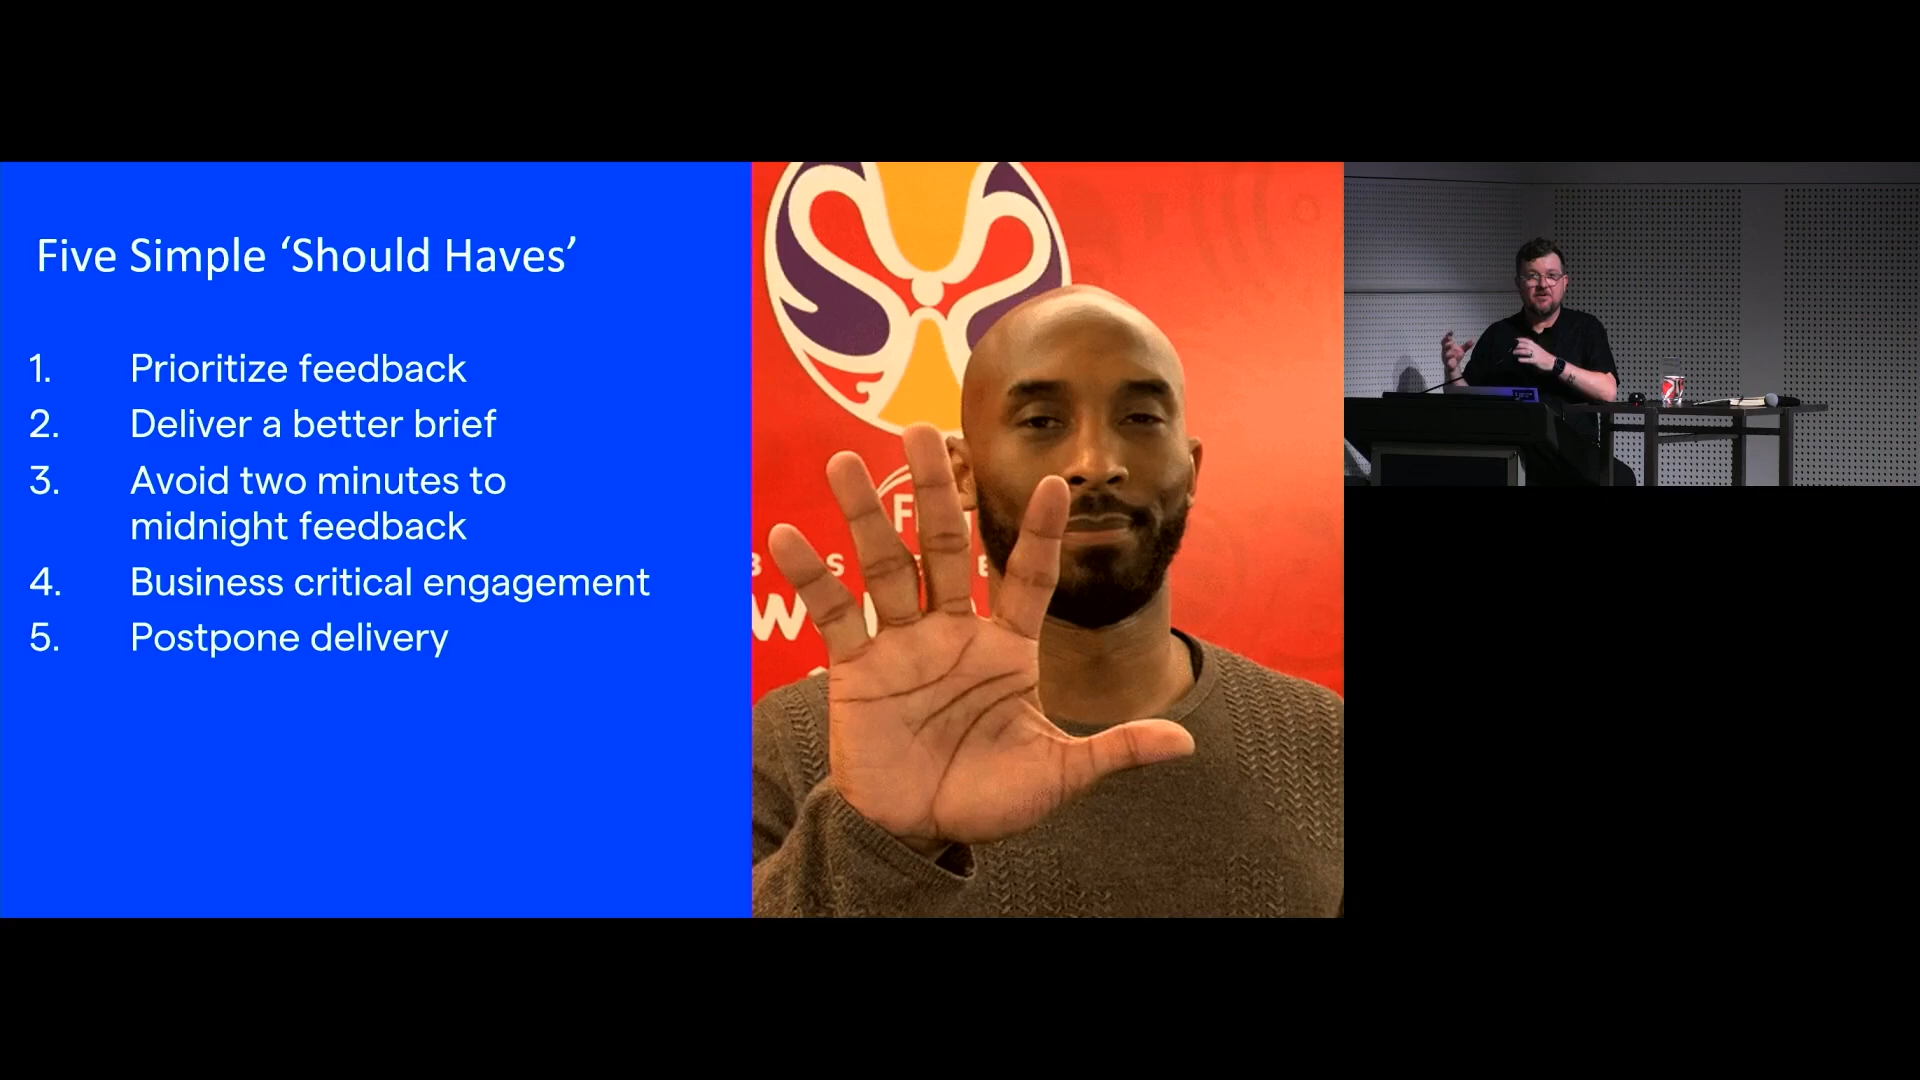 Five Simple ‘Should Haves’
1. Prioritize feedback
2. Deliver a better brief
3. Avoid two minutes to
midnight feedback
4. Business critical engagement
5. Postpone delivery